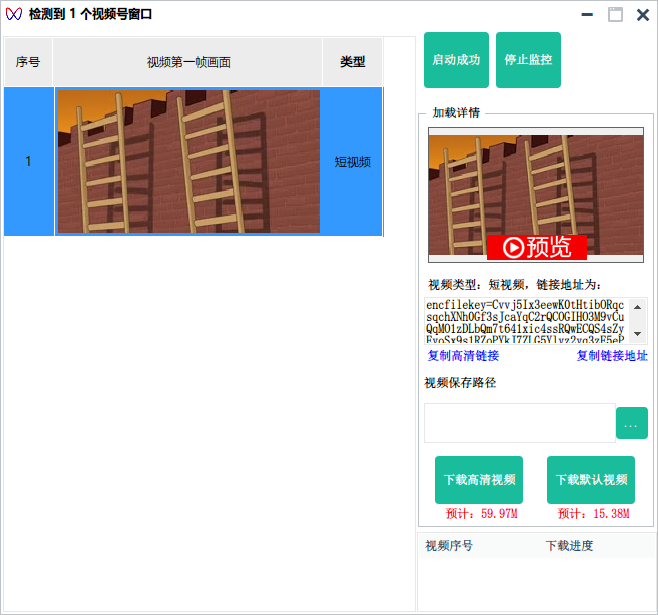 检测到 1 个视频号窗口
序号 视频第一帧画面 类型
1 短视频
启动成功 停止监控
加载详情
预览
视频类型: 短视频, 链接地址为:
encfilekey=Cvvj5Ix3eewK0tHtibORqc
sqchXNh0Gf3sJcaYqC2rQCOGIHO3M9vCu
QqMO1zDLbQm7t64lxic4ssRQwECQS4sZy
复制高清链接 复制链接地址
视频保存路径
...
下载高清视频 下载默认视频
预计: 59.97M 预计: 15.38M
视频序号 下载进度